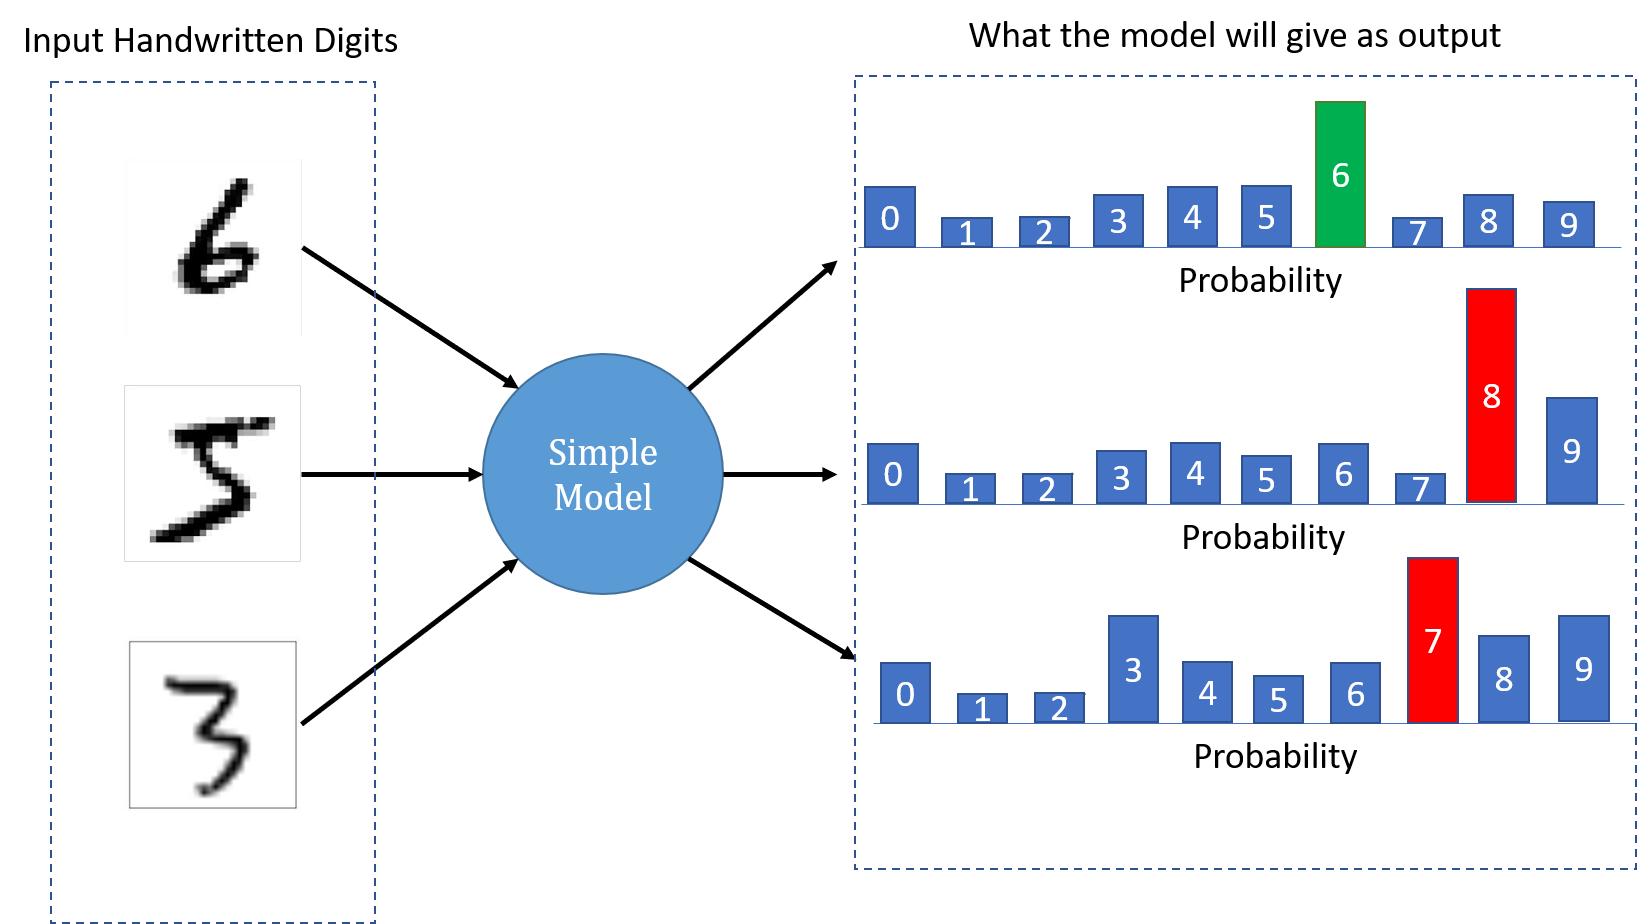 Input Handwritten Digits
What the model will give as output
6
5
3
Simple
Model
0 1 2 3 4 5 6 7 8 9
Probability
0 1 2 3 4 5 6 7 8 9
Probability
0 1 2 3 4 5 6 7 8 9
Probability